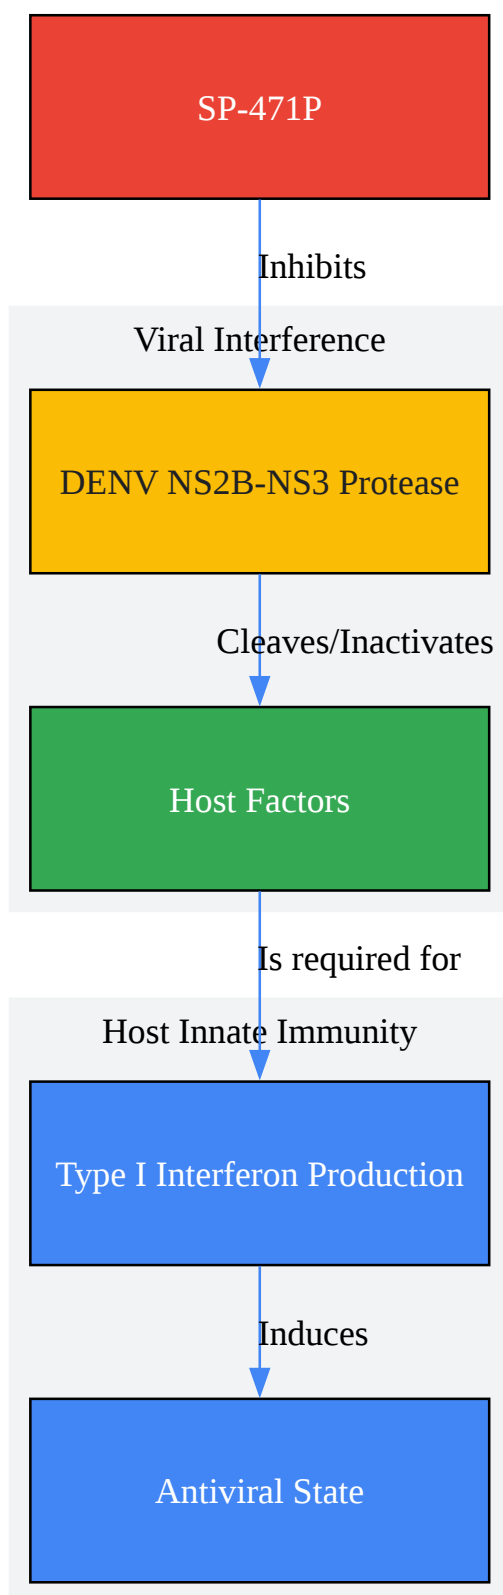 SP-471P
Inhibits
Viral Interference
DENV NS2B-NS3 Protease
Cleaves/Inactivates
Host Factors
Is required for
Host Innate Immunity
Type I Interferon Production
Induces
Antiviral State